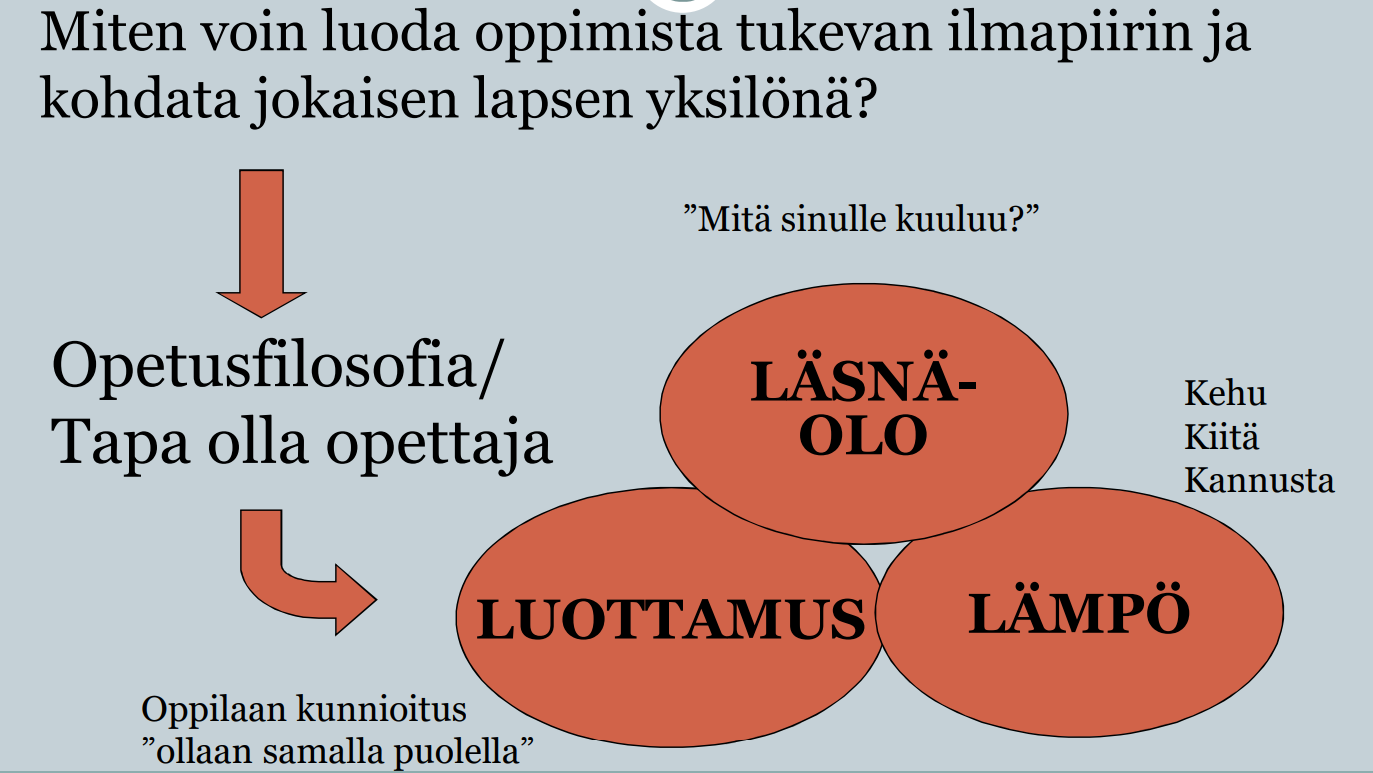 Miten voin luoda oppimista tukevan ilmapiirin ja
kohdata jokaisen lapsen yksilönä?
”Mitä sinulle kuuluu?”
Opetusfilosofia/
Tapa olla opettaja
LÄSNÄ-
OLO
Kehu
Kiitä
Kannusta
LUOTTAMUS
LÄMPÖ
Oppilaan kunnioitus
”ollaan samalla puolella”